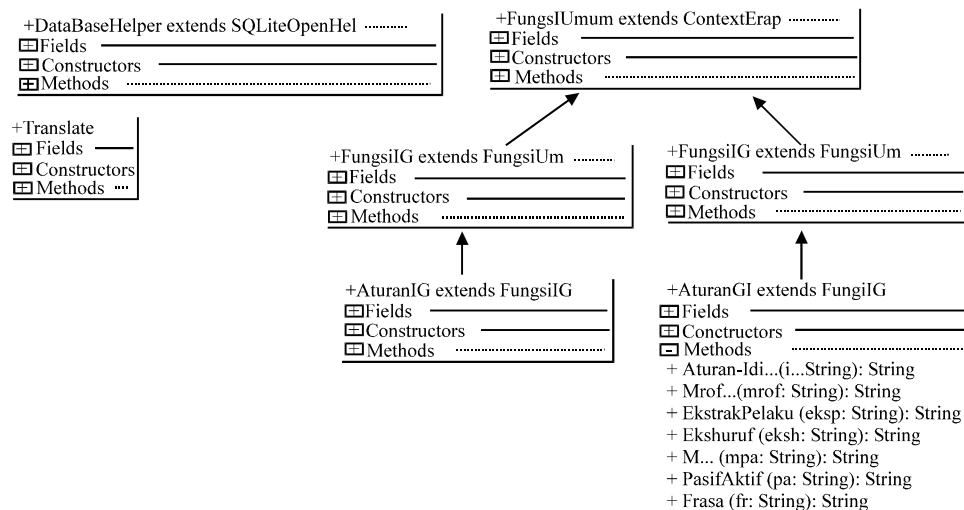 +DataBaseHelper extends SQLiteOpenHel
Fields
Constructors
Methods
+Translate
Fields
Constructors
Methods
+FungsIUmum extends ContextErap
Fields
Constructors
Methods
+FungsiIG extends FungsiUm
Fields
Constructors
Methods
+FungsiIG extends FungsiUm
Fields
Constructors
Methods
+AturanIG extends FungsiIG
Fields
Constructors
Methods
+AturanGI extends FungiIG
Fields
Conctructors
Methods
+ Aturan-Idi...(i...String): String
+ Mrof...(mrof: String): String
+ EkstrakPelaku (eksp: String): String
+ Ekshuruf (eksh: String): String
+ M... (mpa: String): String
+ PasifAktif (pa: String): String
+ Frasa (fr: String): String